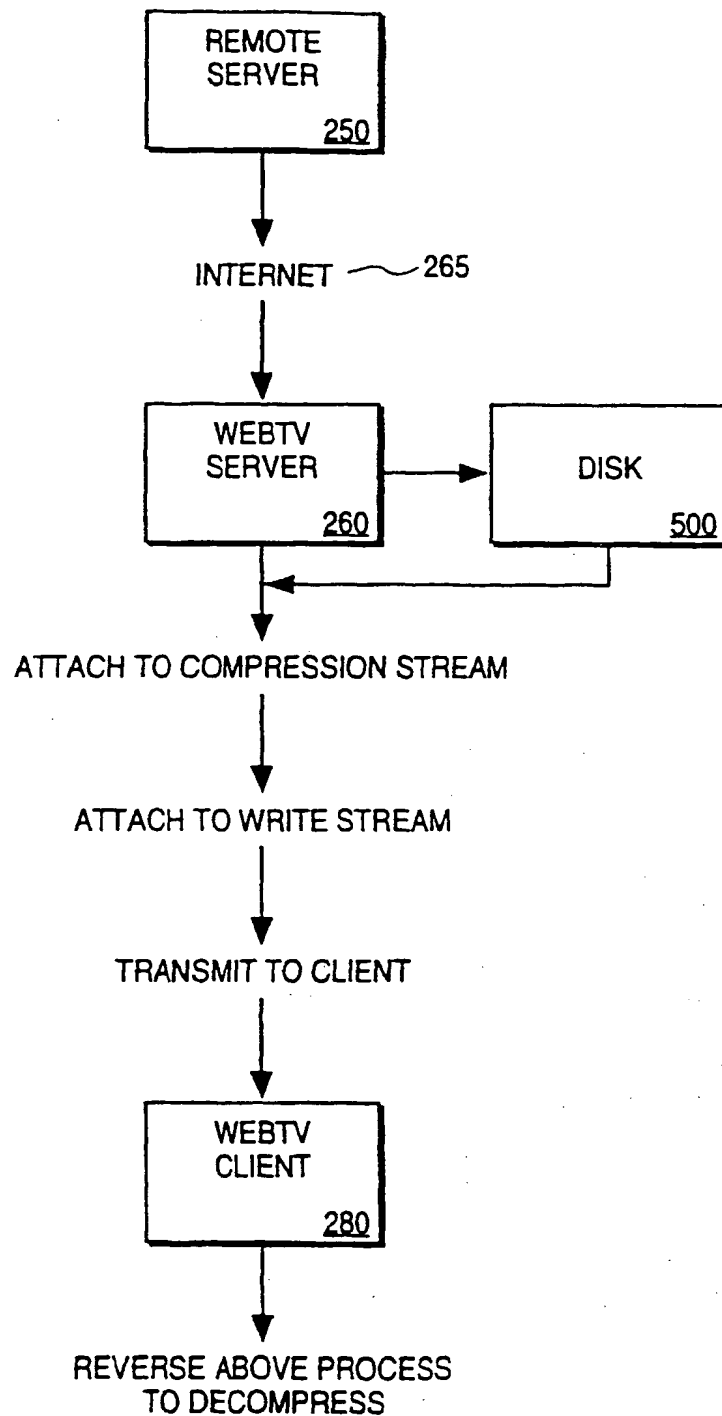 REMOTE
SERVER
250
INTERNET
265
WEBTV
SERVER
260
DISK
500
ATTACH TO COMPRESSION STREAM
ATTACH TO WRITE STREAM
TRANSMIT TO CLIENT
WEBTV
CLIENT
280
REVERSE ABOVE PROCESS
TO DECOMPRESS